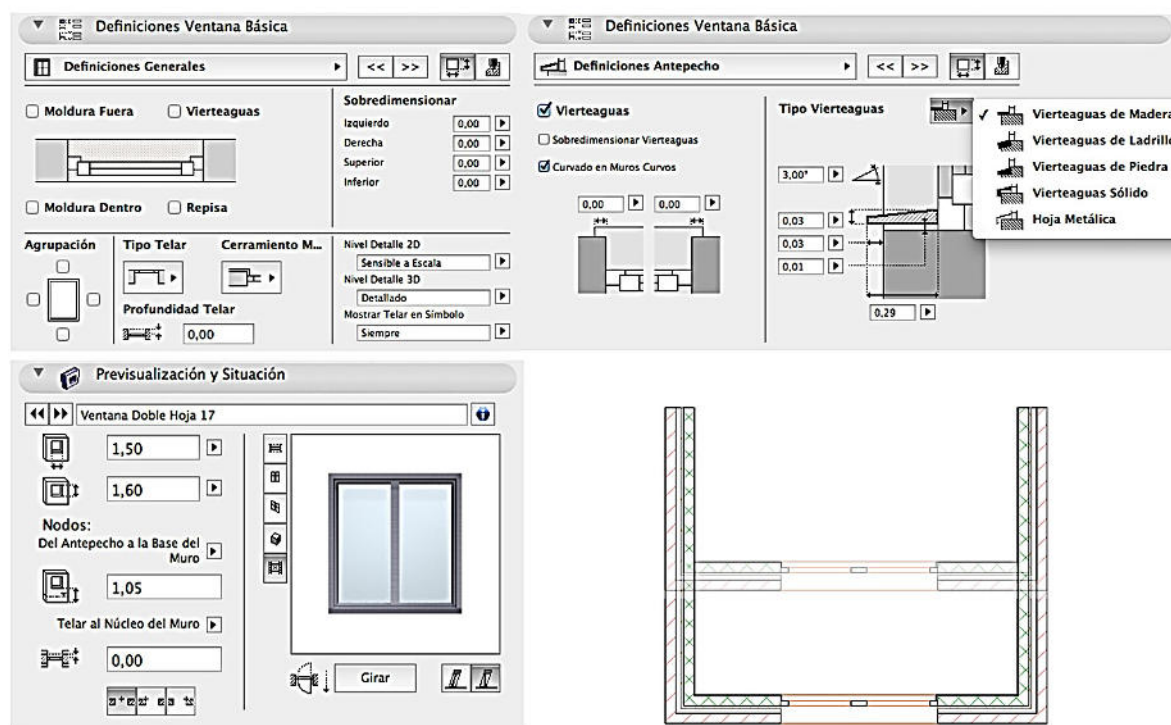 Definiciones Ventana Básica
Definiciones Generales
<< >>
Moldura Fuera Vierteaguas
Moldura Dentro Repisa
Sobredimensionar
Izquierdo 0,00
Derecha 0,00
Superior 0,00
Inferior 0,00
Agrupación
Tipo Telar Cerramiento M...
Profundidad Telar
0,00
Nivel Detalle 2D
Sensible a Escala
Nivel Detalle 3D
Detallado
Mostrar Telar en Símbolo
Siempre
Definiciones Ventana Básica
Definiciones Antepecho
<< >>
Vierteaguas
Sobredimensionar Vierteaguas
Curvado en Muros Curvos
0,00 0,00
Tipo Vierteaguas
3,00°
0,03
0,03
0,01
0,29
Vierteaguas de Madera
Vierteaguas de Ladrillo
Vierteaguas de Piedra
Vierteaguas Sólido
Hoja Metálica
Previsualización y Situación
Ventana Doble Hoja 17
1,50
1,60
Nodos:
Del Antepecho a la Base del
Muro
1,05
Telar al Núcleo del Muro
0,00
Girar